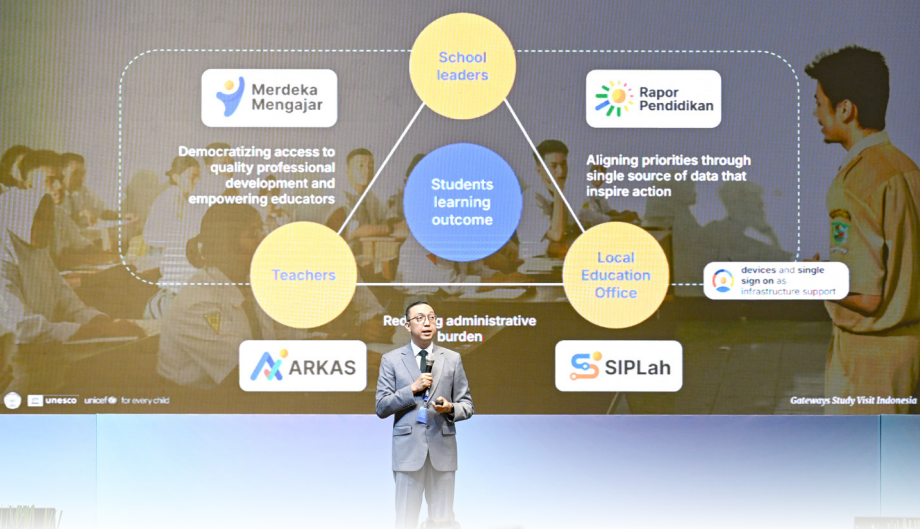 School
leaders
Merdeka
Mengajar
Rapor
Pendidikan
Democratizing access to
quality professional
development and
empowering educators
Students
learning
outcome
Aligning priorities through
single source of data that
inspire action
Teachers
Local
Education
Office
devices and single
sign on as
infrastructure support
administrative
burden
ARKAS
SIPLah
unesco
unicef
for every child
Gateways Study Visit Indonesia